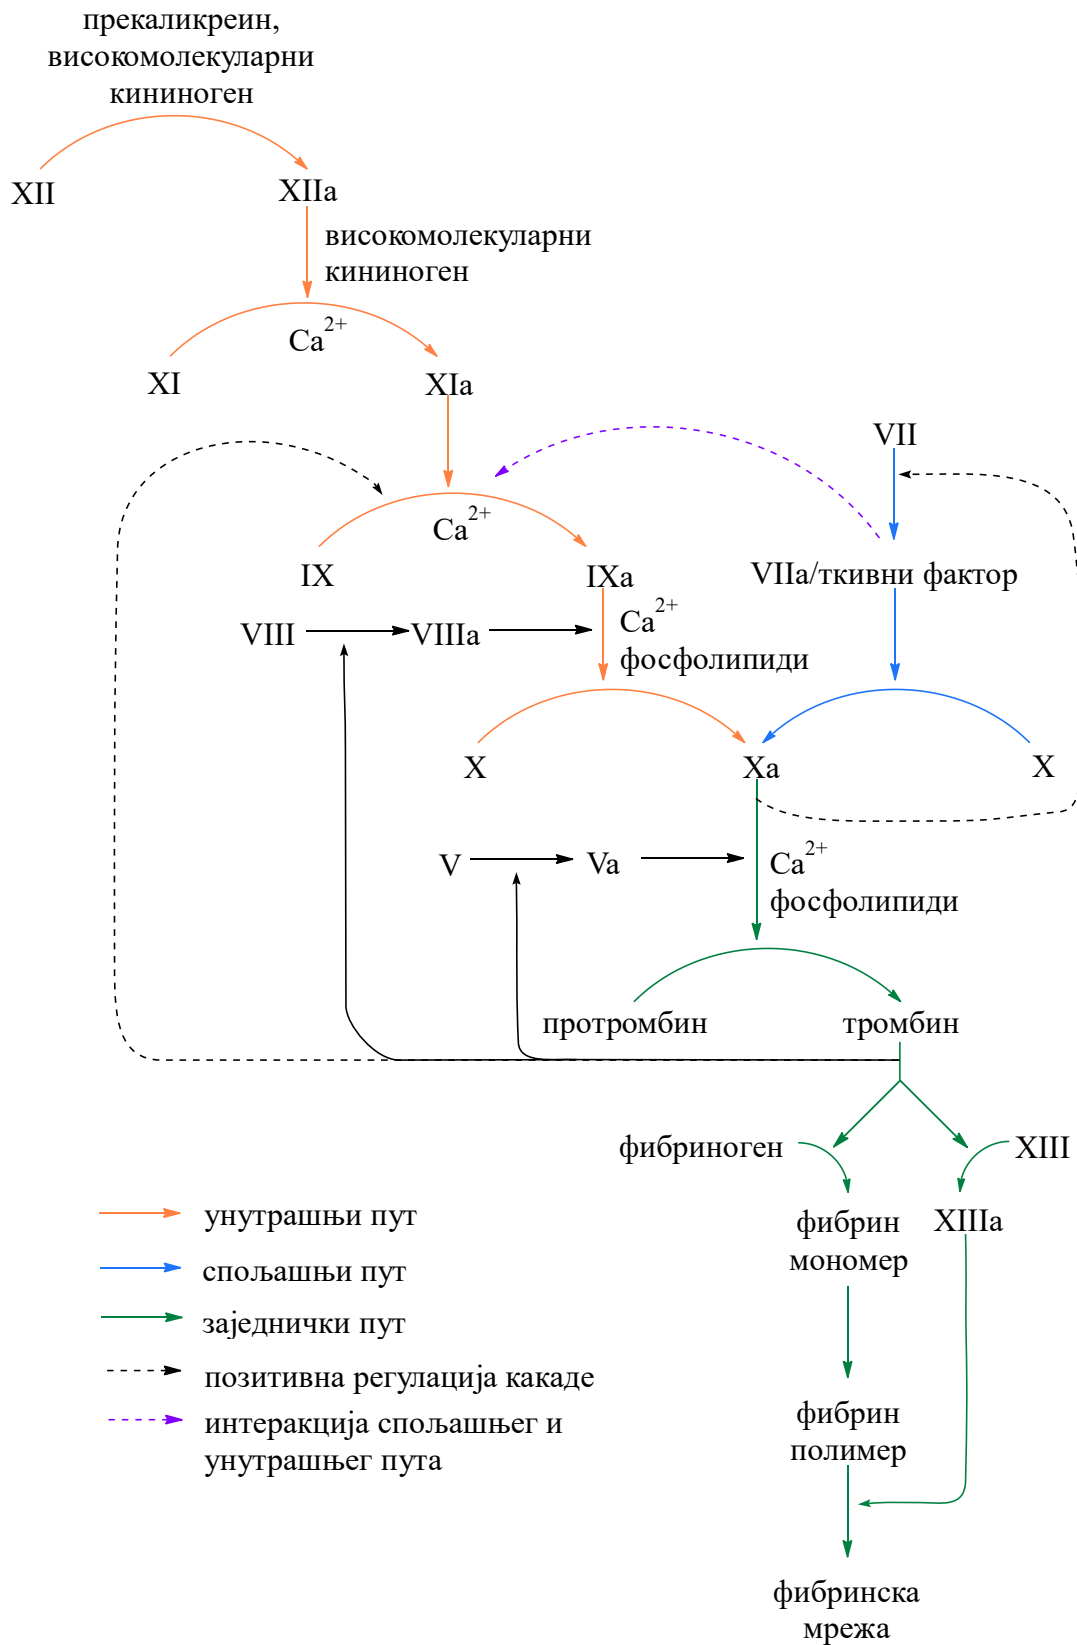 прекаликреин,
високомолекуларни
кининоген
XII
XIIa
високомолекуларни
кининоген
Ca2+
XI
XIa
VII
Ca2+
IX
IXa
VIIa/ткивни фактор
VIII
VIIIa
Ca2+
фосфолипиди
X
Xa
X
V
Va
Ca2+
фосфолипиди
протромбин
тромбин
фибриноген
XIII
фибрин
мономер
XIIIa
фибрин
полимер
фибринска
мрежа
унутрашњи пут
спољашњи пут
заједнички пут
позитивна регулација какаде
интеракција спољашњег и
унутрашњег пута